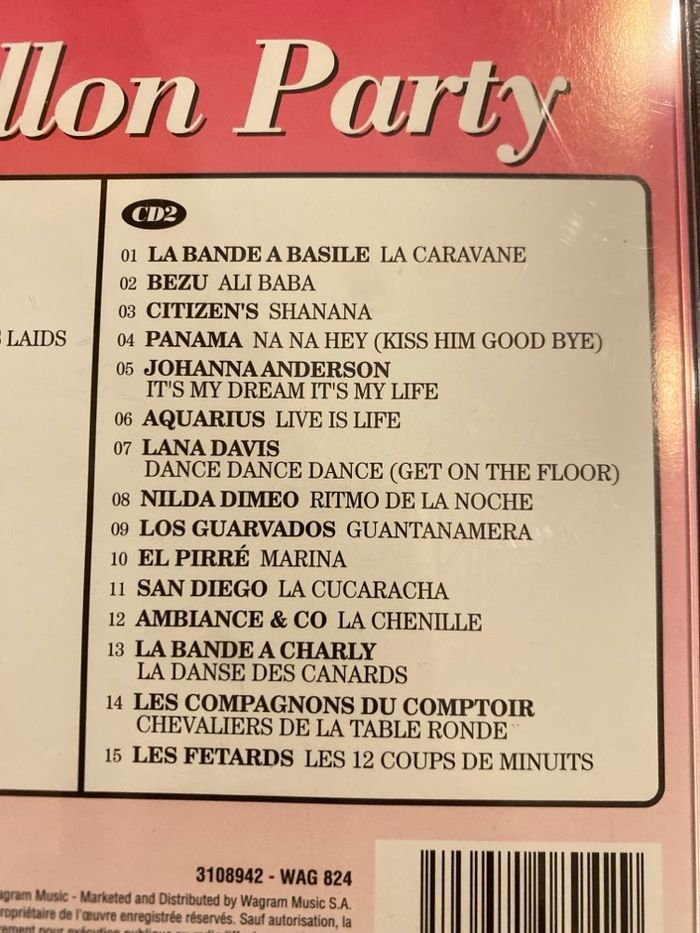 llon Party
CD2
LAIDS
01 LA BANDE A BASILE LA CARAVANE
02 BEZU ALI BABA
03 CITIZEN'S SHANANA
04 PANAMA NA NA HEY (KISS HIM GOOD BYE)
05 JOHANNA ANDERSON
IT'S MY DREAM IT'S MY LIFE
06 AQUARIUS LIVE IS LIFE
07 LANA DAVIS
DANCE DANCE DANCE (GET ON THE FLOOR)
08 NILDA DIMEO RITMO DE LA NOCHE
09 LOS GUARVADOS GUANTANAMERA
10 EL PIRRÉ MARINA
11 SAN DIEGO LA CUCARACHA
12 AMBIANCE & CO LA CHENILLE
13 LA BANDE A CHARLY
LA DANSE DES CANARDS
14 LES COMPAGNONS DU COMPTOIR
CHEVALIERS DE LA TABLE RONDE
15 LES FETARDS LES 12 COUPS DE MINUITS
3108942 - WAG 824
agram Music - Marketed and Distributed by Wagram Music S.A.
ropriétaire de l'œuvre enregistrée réservés. Sauf autorisation, la